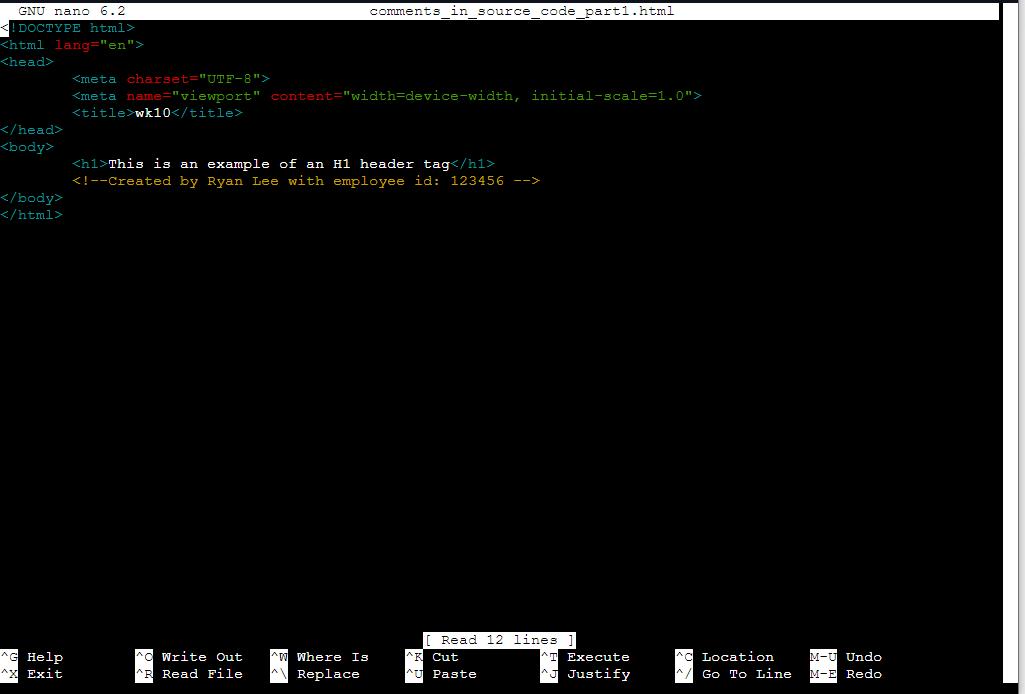 GNU nano 6.2 comments_in_source_code_part1.html
<!DOCTYPE html>
<html lang="en">
<head>
        <meta charset="UTF-8">
        <meta name="viewport" content="width=device-width, initial-scale=1.0">
        <title>wk10</title>
</head>
<body>
        <h1>This is an example of an H1 header tag</h1>
        <!--Created by Ryan Lee with employee id: 123456 -->
</body>
</html>
[ Read 12 lines ]
^G Help ^O Write Out ^W Where Is ^K Cut ^T Execute ^C Location M-U Undo
^X Exit ^R Read File ^\ Replace ^U Paste ^J Justify ^/ Go To Line M-E Redo